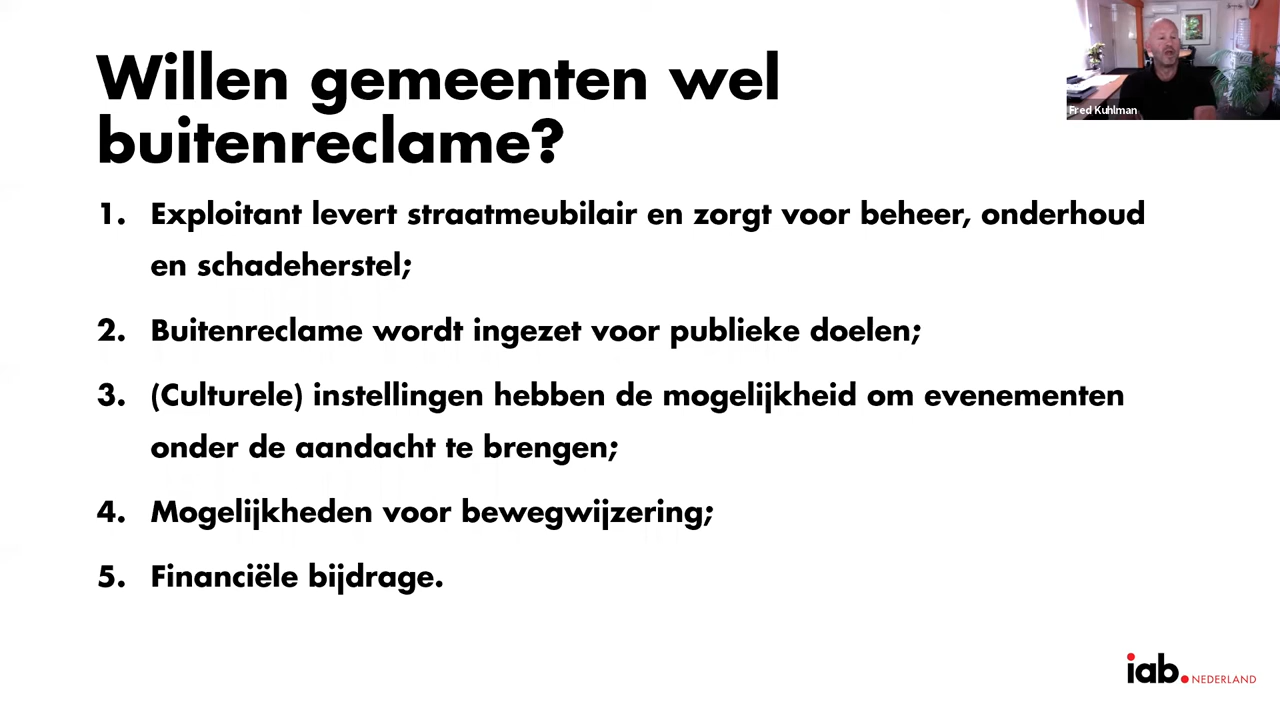 Willen gemeenten wel
buitenreclame?
Fred Kuhlman
1. Exploitant levert straatmeubilair en zorgt voor beheer, onderhoud
en schadeherstel;
2. Buitenreclame wordt ingezet voor publieke doelen;
3. (Culturele) instellingen hebben de mogelijkheid om evenementen
onder de aandacht te brengen;
4. Mogelijkheden voor bewegwijzering;
5. Financiële bijdrage.
iab. NEDERLAND